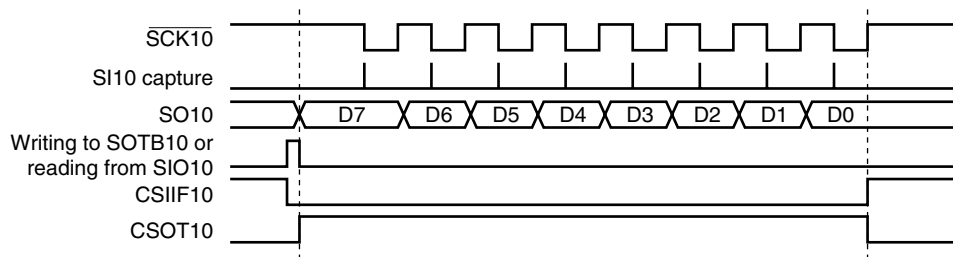 SCK10
SI10 capture
SO10 D7 D6 D5 D4 D3 D2 D1 D0
Writing to SOTB10 or
reading from SIO10
CSIIF10
CSOT10